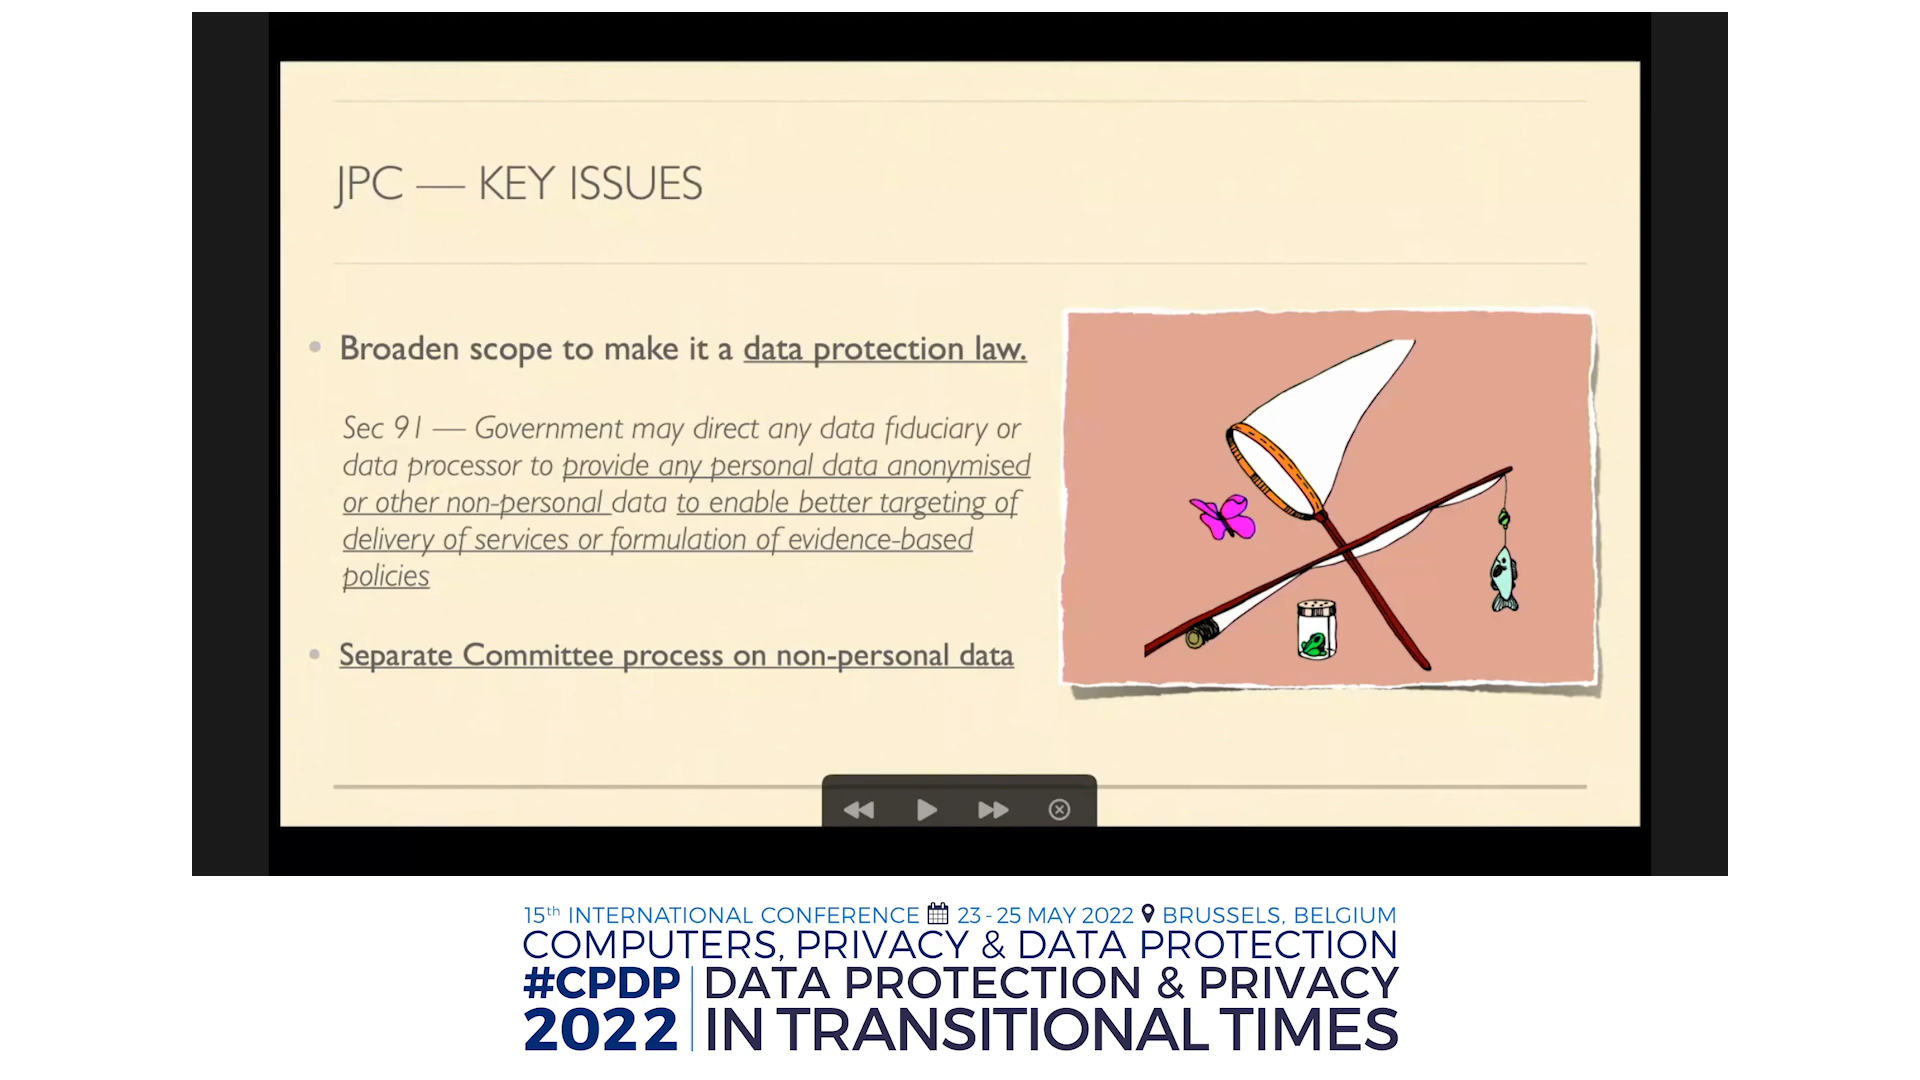 JPC — KEY ISSUES
• Broaden scope to make it a data protection law.
Sec 91 — Government may direct any data fiduciary or
data processor to provide any personal data anonymised
or other non-personal data to enable better targeting of
delivery of services or formulation of evidence-based
policies
• Separate Committee process on non-personal data
15th INTERNATIONAL CONFERENCE 23 - 25 MAY 2022 BRUSSELS, BELGIUM
COMPUTERS, PRIVACY & DATA PROTECTION
#CPDP DATA PROTECTION & PRIVACY
2022 IN TRANSITIONAL TIMES